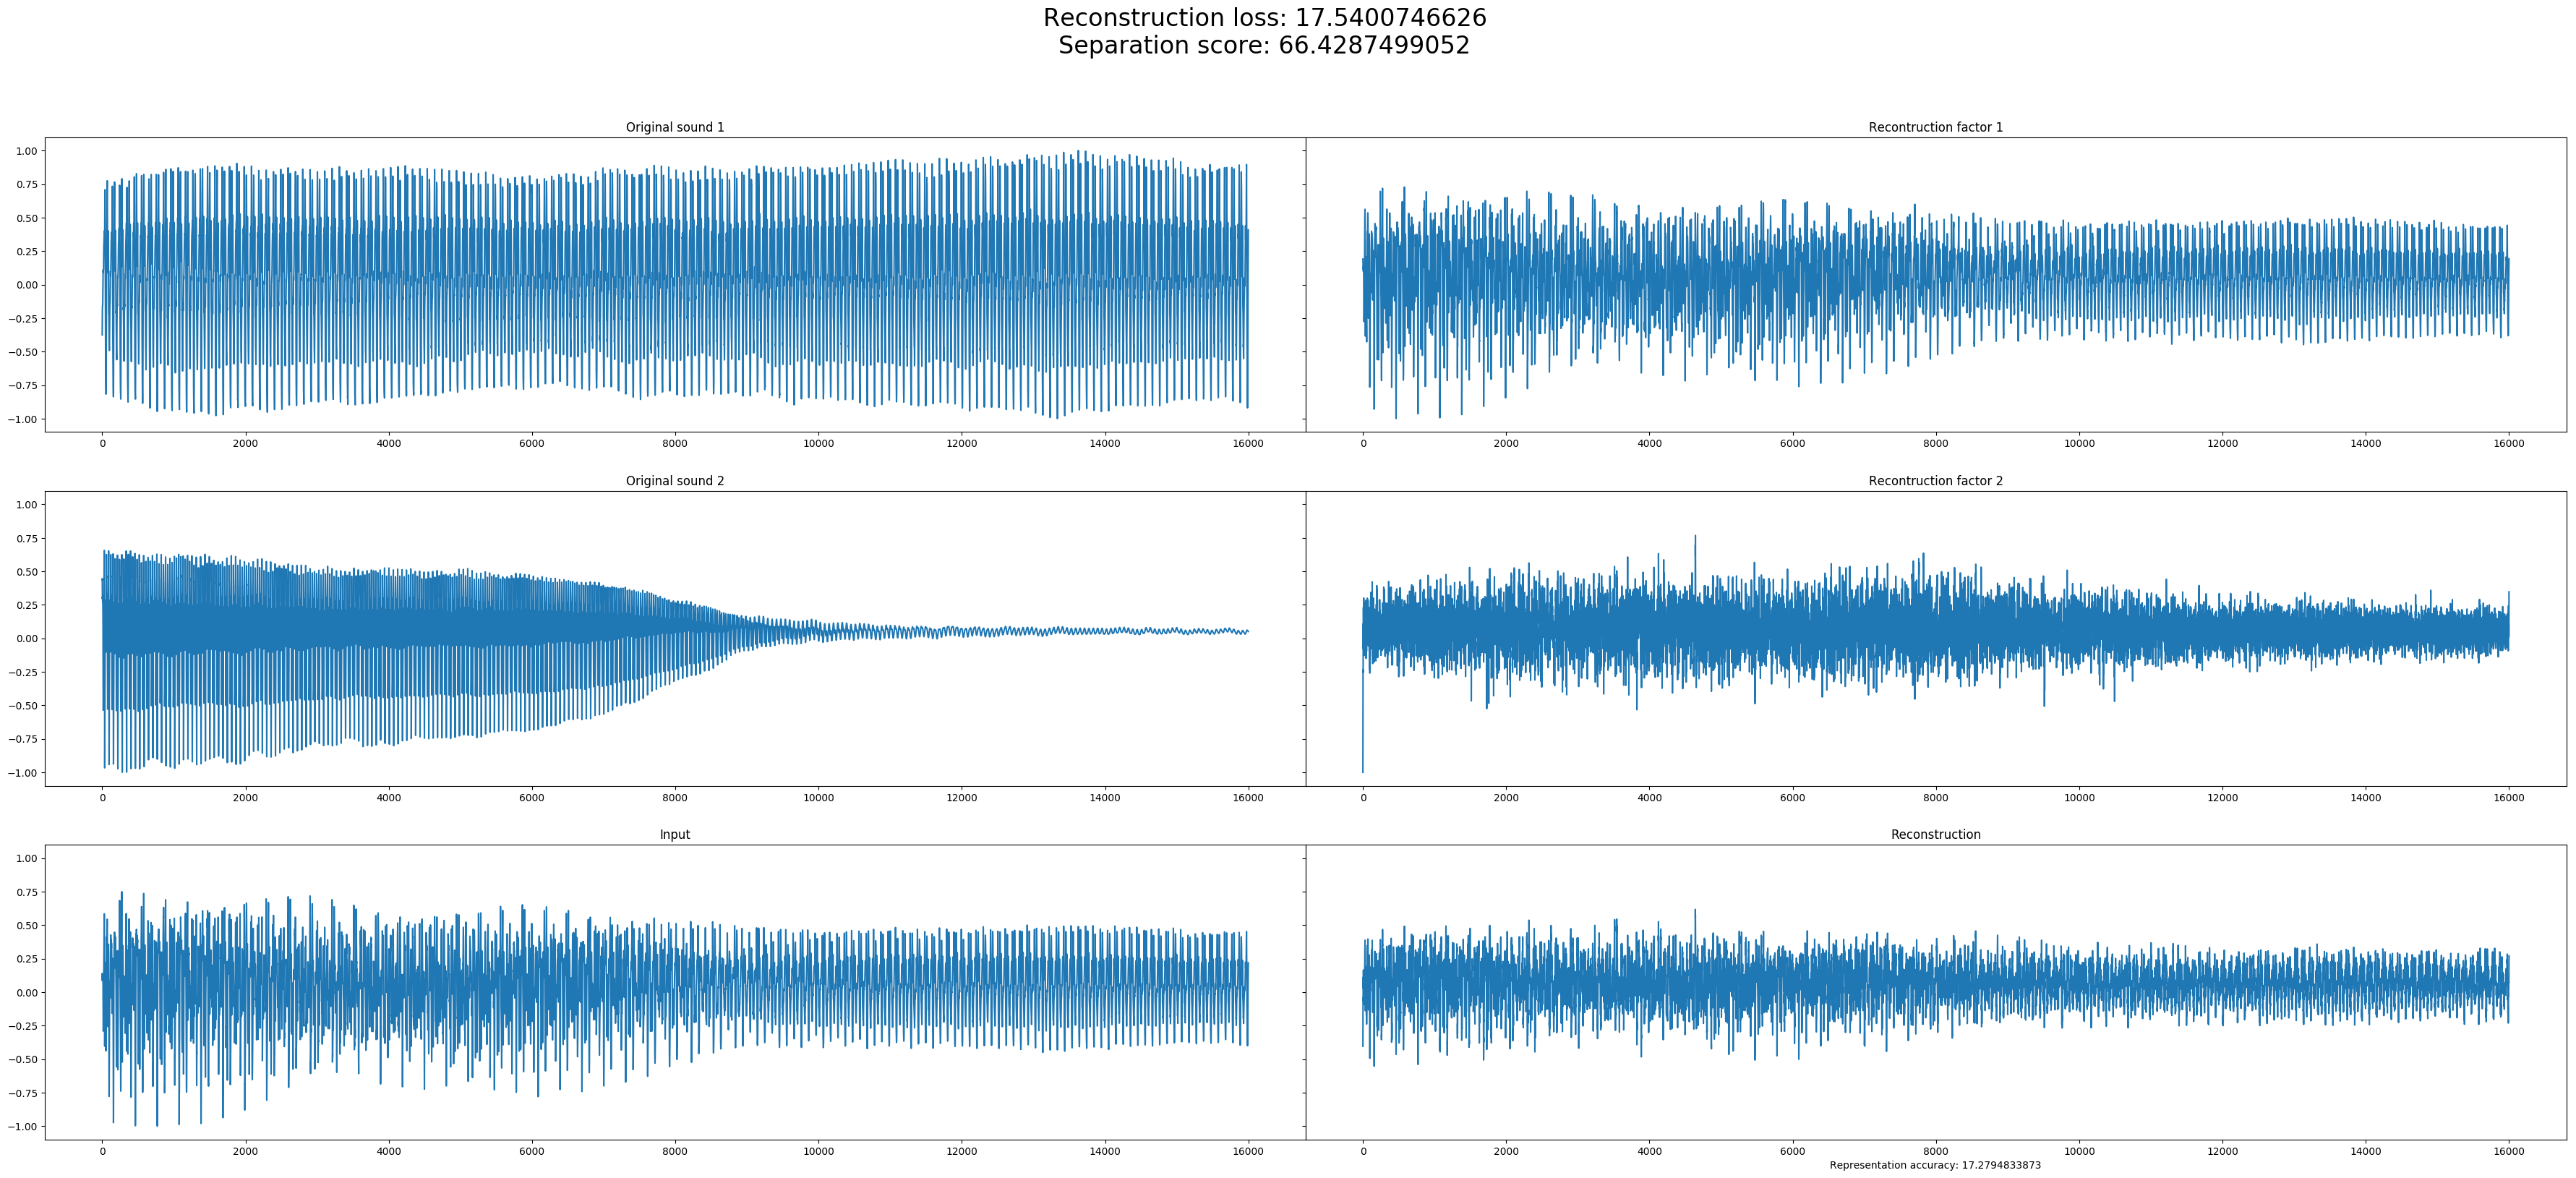 Reconstruction loss: 17.5400746626
Separation score: 66.4287499052
Original sound 1
Recontruction factor 1
1.00
0.75
0.50
0.25
0.00
−0.25
−0.50
−0.75
−1.00
0 2000 4000 6000 8000 10000 12000 14000 16000
0 2000 4000 6000 8000 10000 12000 14000 16000
Original sound 2
Reconstruction factor 2
1.00
0.75
0.50
0.25
0.00
−0.25
−0.50
−0.75
−1.00
0 2000 4000 6000 8000 10000 12000 14000 16000
0 2000 4000 6000 8000 10000 12000 14000 16000
Input
Reconstruction
1.00
0.75
0.50
0.25
0.00
−0.25
−0.50
−0.75
−1.00
0 2000 4000 6000 8000 10000 12000 14000 16000
0 2000 4000 6000 8000 10000 12000 14000 16000
Representation accuracy: 17.2794833873